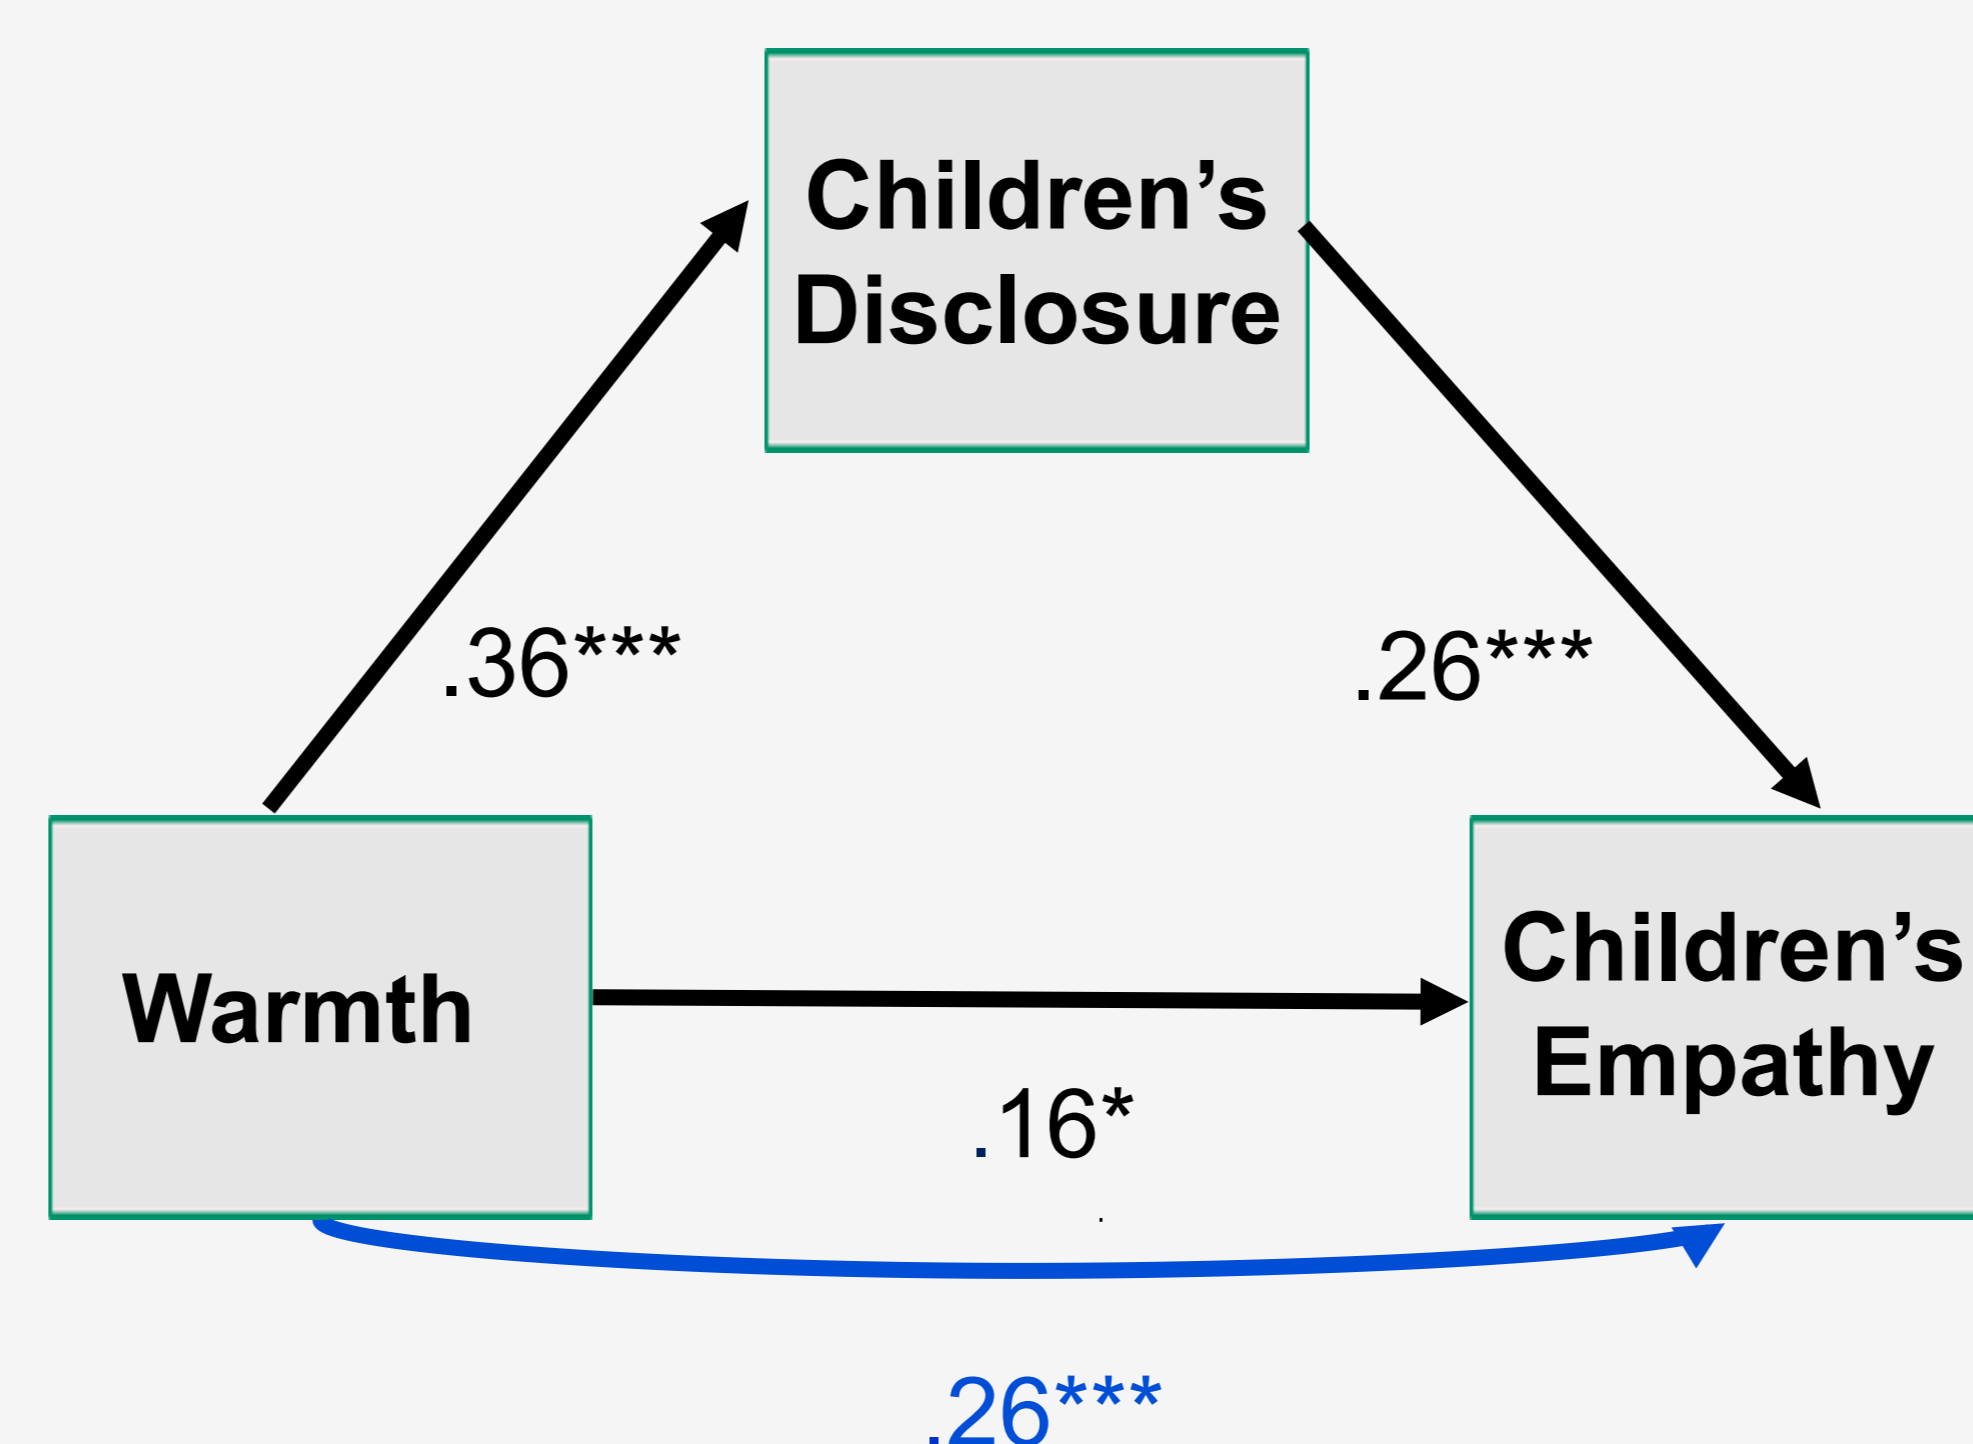 Children’s
Disclosure
.36***
.26***
Warmth
Children’s
Empathy
.16*
.
.26***